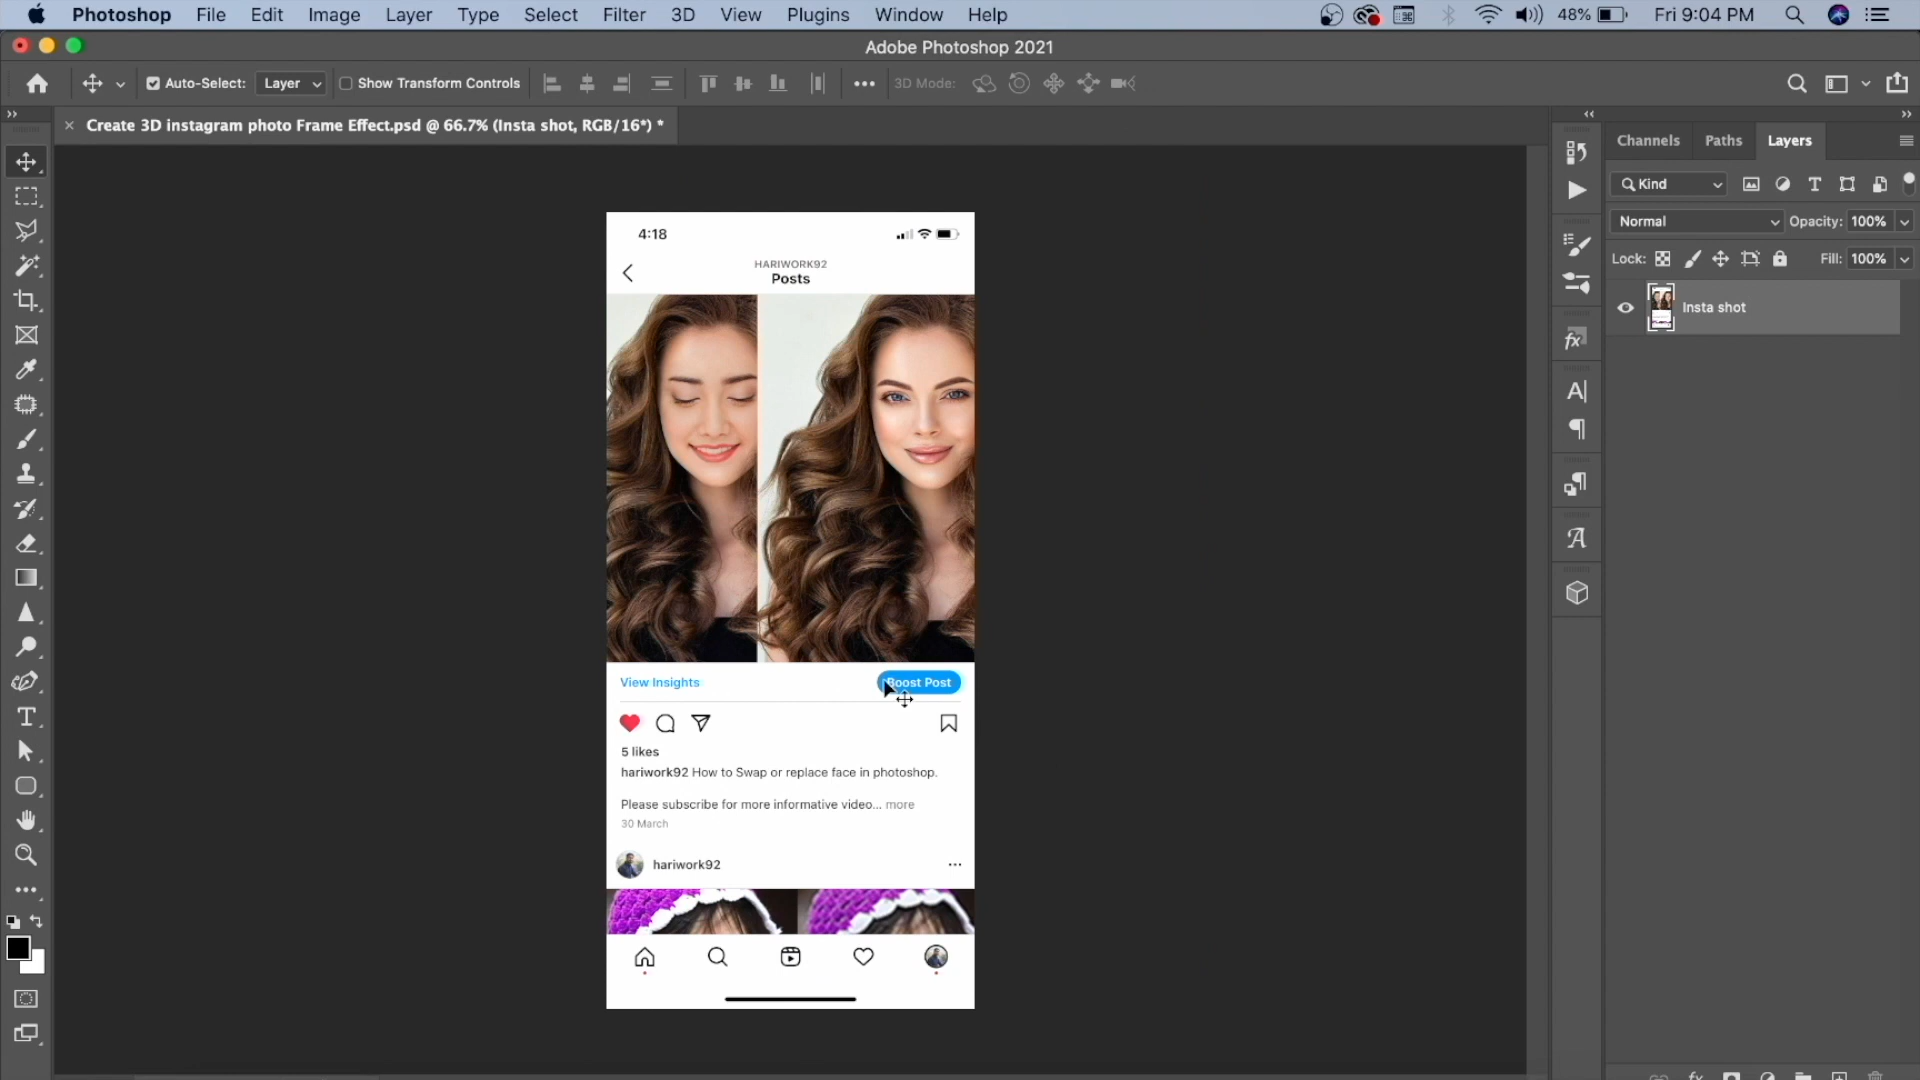 Photoshop File Edit Image Layer Type Select Filter 3D View Plugins Window Help 48% Fri 9:04 PM
Adobe Photoshop 2021
Auto-Select: Layer Show Transform Controls 3D Mode:
Create 3D instagram photo Frame Effect.psd @ 66.7% (Insta shot, RGB/16*) *
Channels Paths Layers
Kind
Normal Opacity: 100%
Lock: Fill: 100%
Insta shot
4:18
HARIWORK92
Posts
View Insights Boost Post
5 likes
hariwork92 How to Swap or replace face in photoshop.
Please subscribe for more informative video... more
30 March
hariwork92